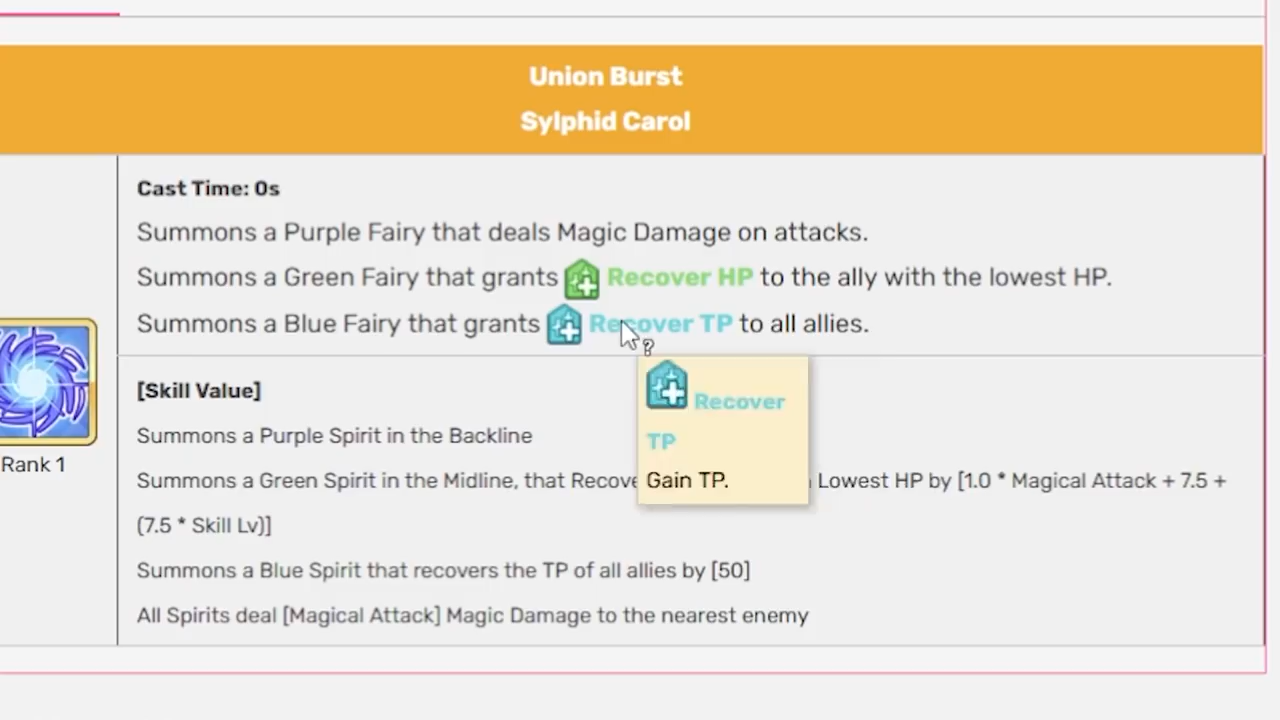 Union Burst
Sylphid Carol
Cast Time: 0s
Summons a Purple Fairy that deals Magic Damage on attacks.
Summons a Green Fairy that grants Recover HP to the ally with the lowest HP.
Summons a Blue Fairy that grants Recover TP to all allies.
Rank 1
[Skill Value]
Summons a Purple Spirit in the Backline
Summons a Green Spirit in the Midline, that Recove Lowest HP by [1.0 * Magical Attack + 7.5 +
(7.5 * Skill Lv)]
Summons a Blue Spirit that recovers the TP of all allies by [50]
All Spirits deal [Magical Attack] Magic Damage to the nearest enemy
Recover
TP
Gain TP.